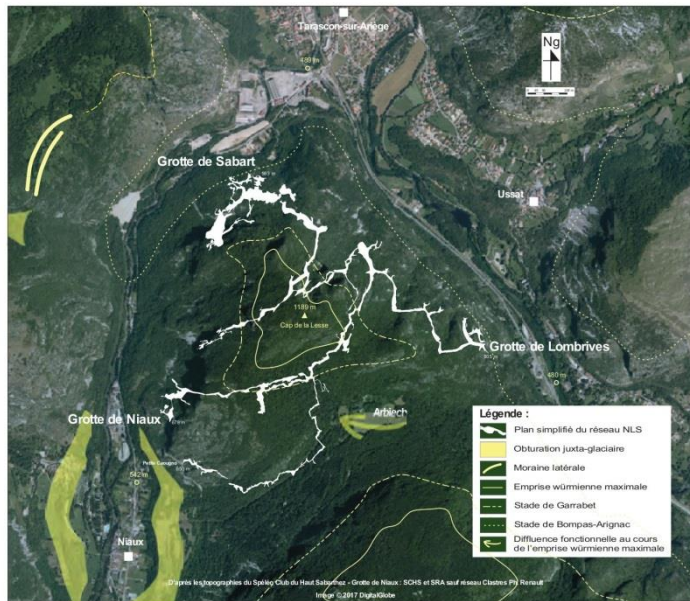 Tarascon-sur-Ariège
Ng
Grotte de Sabart
Ussat
1189 m
Cap de la Lesse
Grotte de Lombrives
480 m
Arbiech
Grotte de Niaux
Petite Caougno
542 m
Niaux
Légende :
Plan simplifié du réseau NLS
Obturation juxta-glaciaire
Moraine latérale
Emprise würmienne maximale
Stade de Garrabet
Stade de Bompas-Arignac
Diffluence fonctionnelle au cours
de l'emprise würmienne maximale
D'après les topographies du Spéléo Club du Haut Sabarthez - Grotte de Niaux : SCHS et SRA sauf réseau Clastres Ph. Renault
Image © 2017 DigitalGlobe